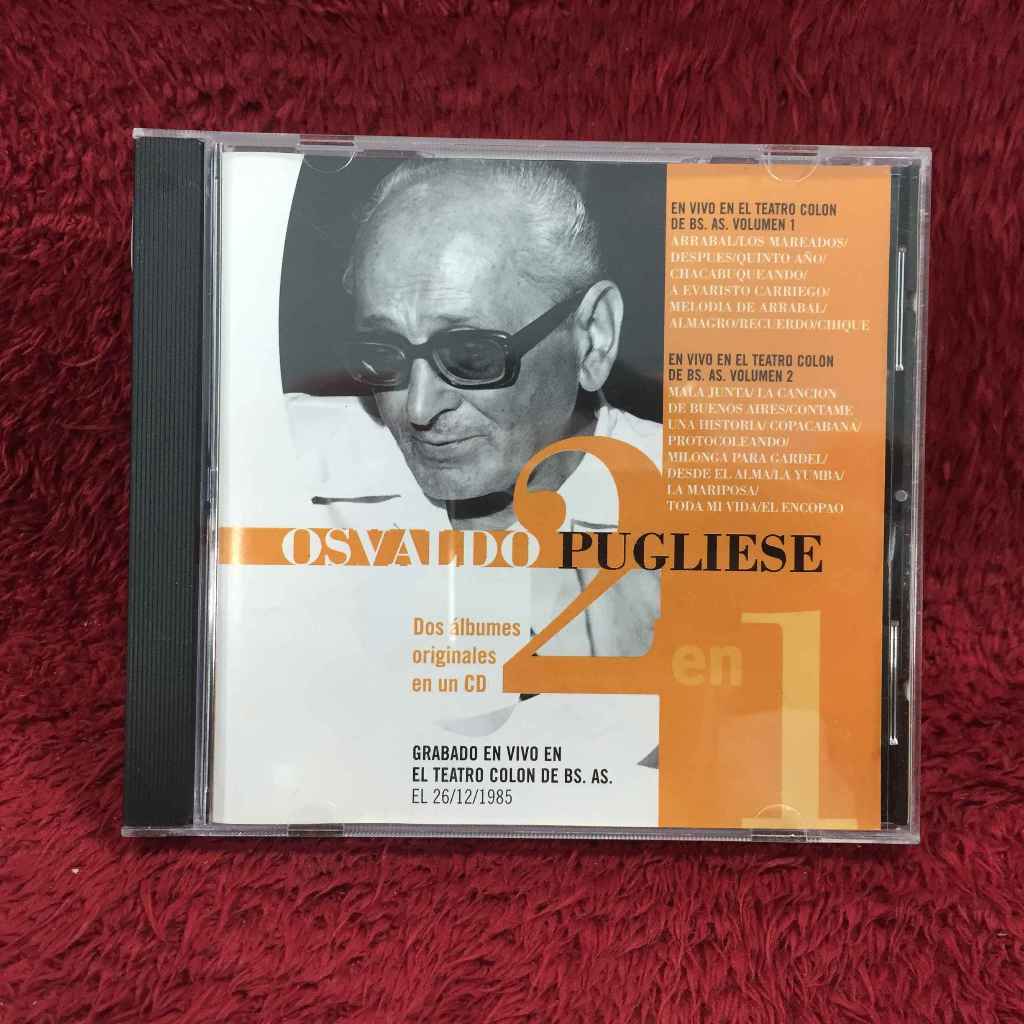 EN VIVO EN EL TEATRO COLON
DE BS. AS. VOLUMEN 1
ARRABAL/LOS MAREADOS/
DESPUES/QUINTO AÑO/
CHACABUQUEANDO/
A EVARISTO CARRIEGO/
MELODIA DE ARRABAL/
ALMAGRO/RECUERDO/CHIQUE
EN VIVO EN EL TEATRO COLON
DE BS. AS. VOLUMEN 2
MALA JUNTA/ LA CANCION
DE BUENOS AIRES/CONTAME
UNA HISTORIA/ COPACABANA/
PROTOCOLEANDO/
MILONGA PARA GARDEL/
DESDE EL ALMA/LA YUMBA/
LA MARIPOSA/
TODA MI VIDA/EL ENCOPAO
OSVALDO PUGLIESE
2 en 1
Dos álbumes
originales
en un CD
GRABADO EN VIVO EN
EL TEATRO COLON DE BS. AS.
EL 26/12/1985